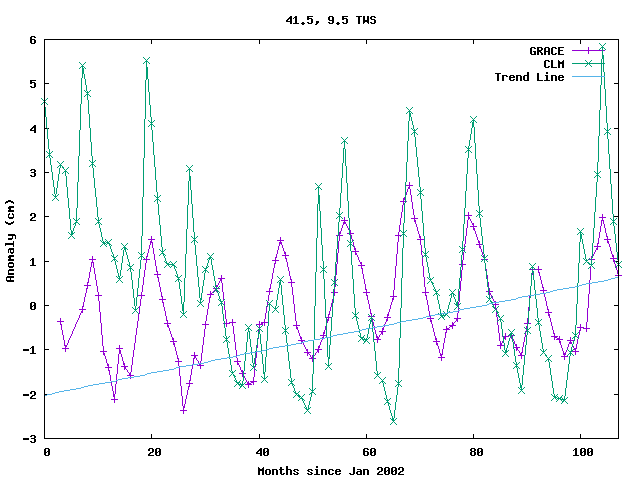 41.5, 9.5 TWS
GRACE
CLM
Trend Line
Anomaly (cm)
6
5
4
3
2
1
0
-1
-2
-3
0 20 40 60 80 100
Months since Jan 2002